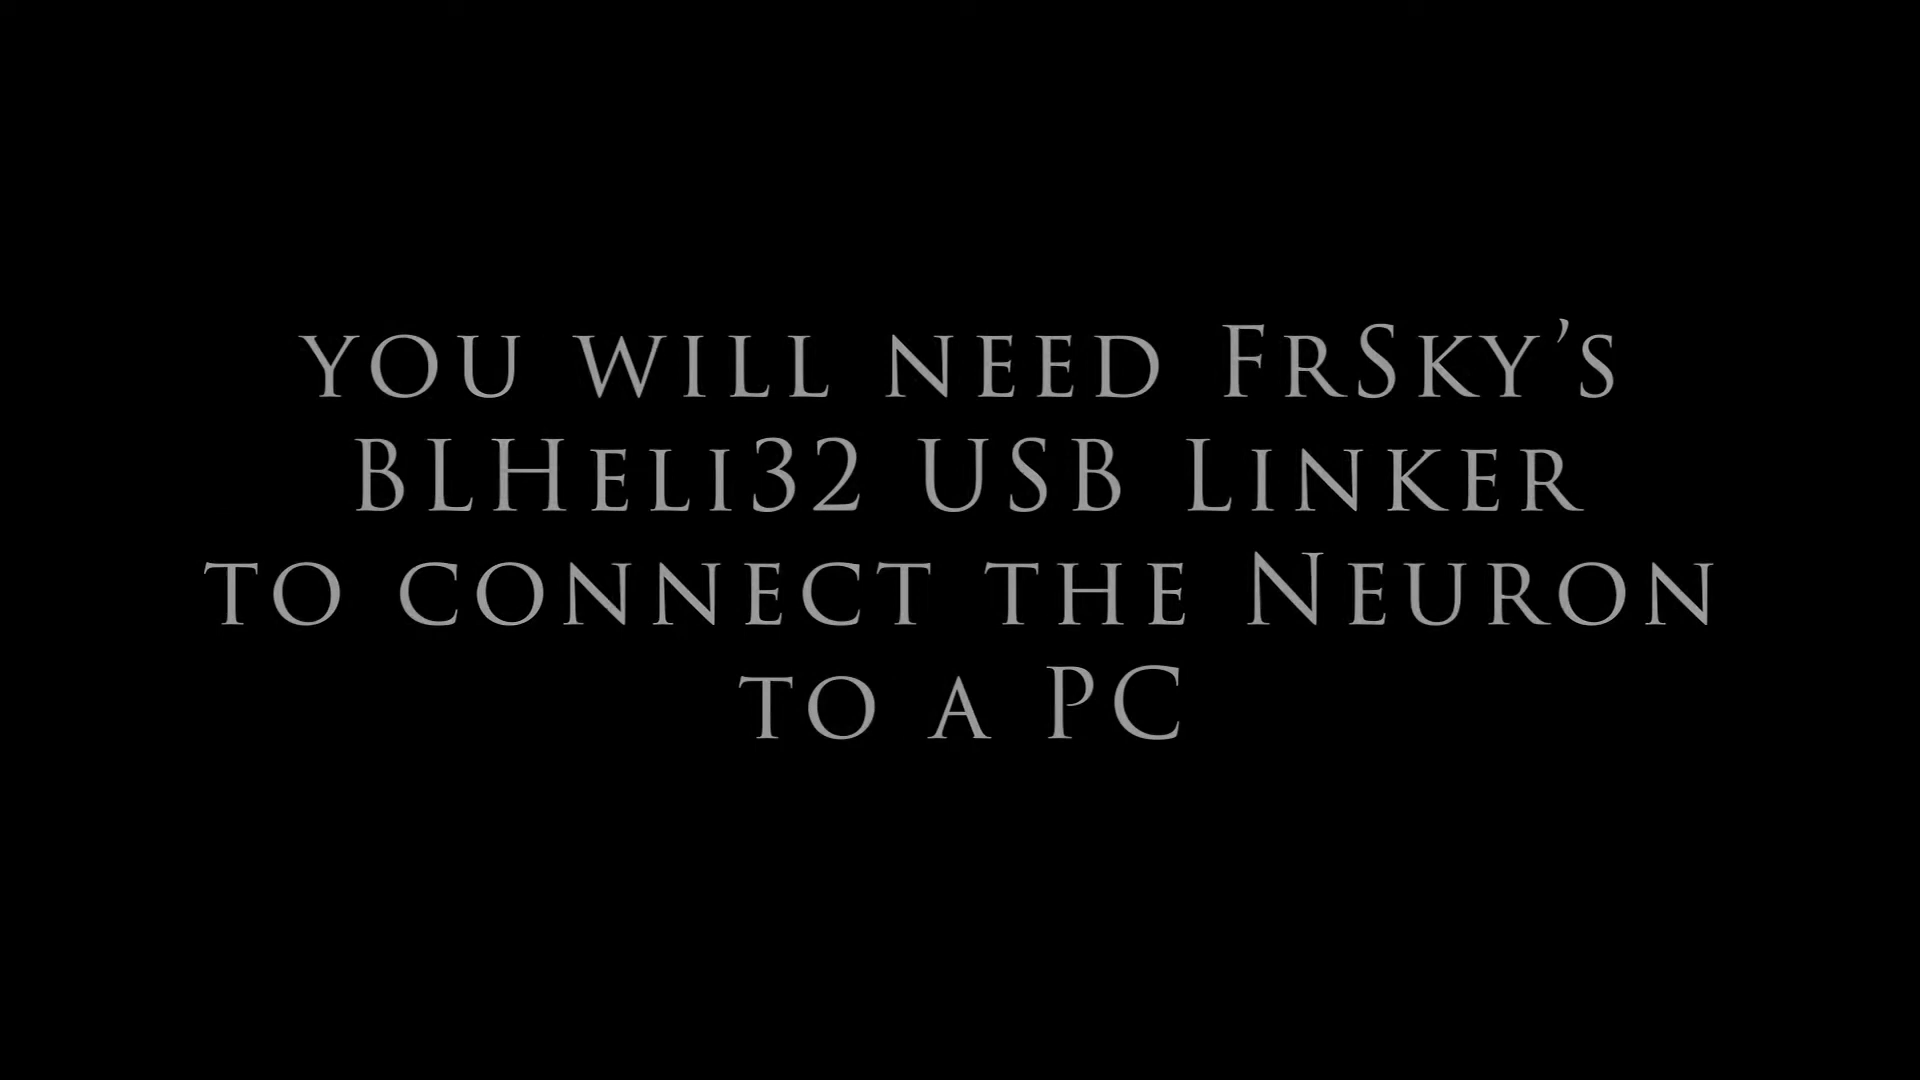 you will need FrSky’s
BLHeli32 USB Linker
to connect the Neuron
to a PC